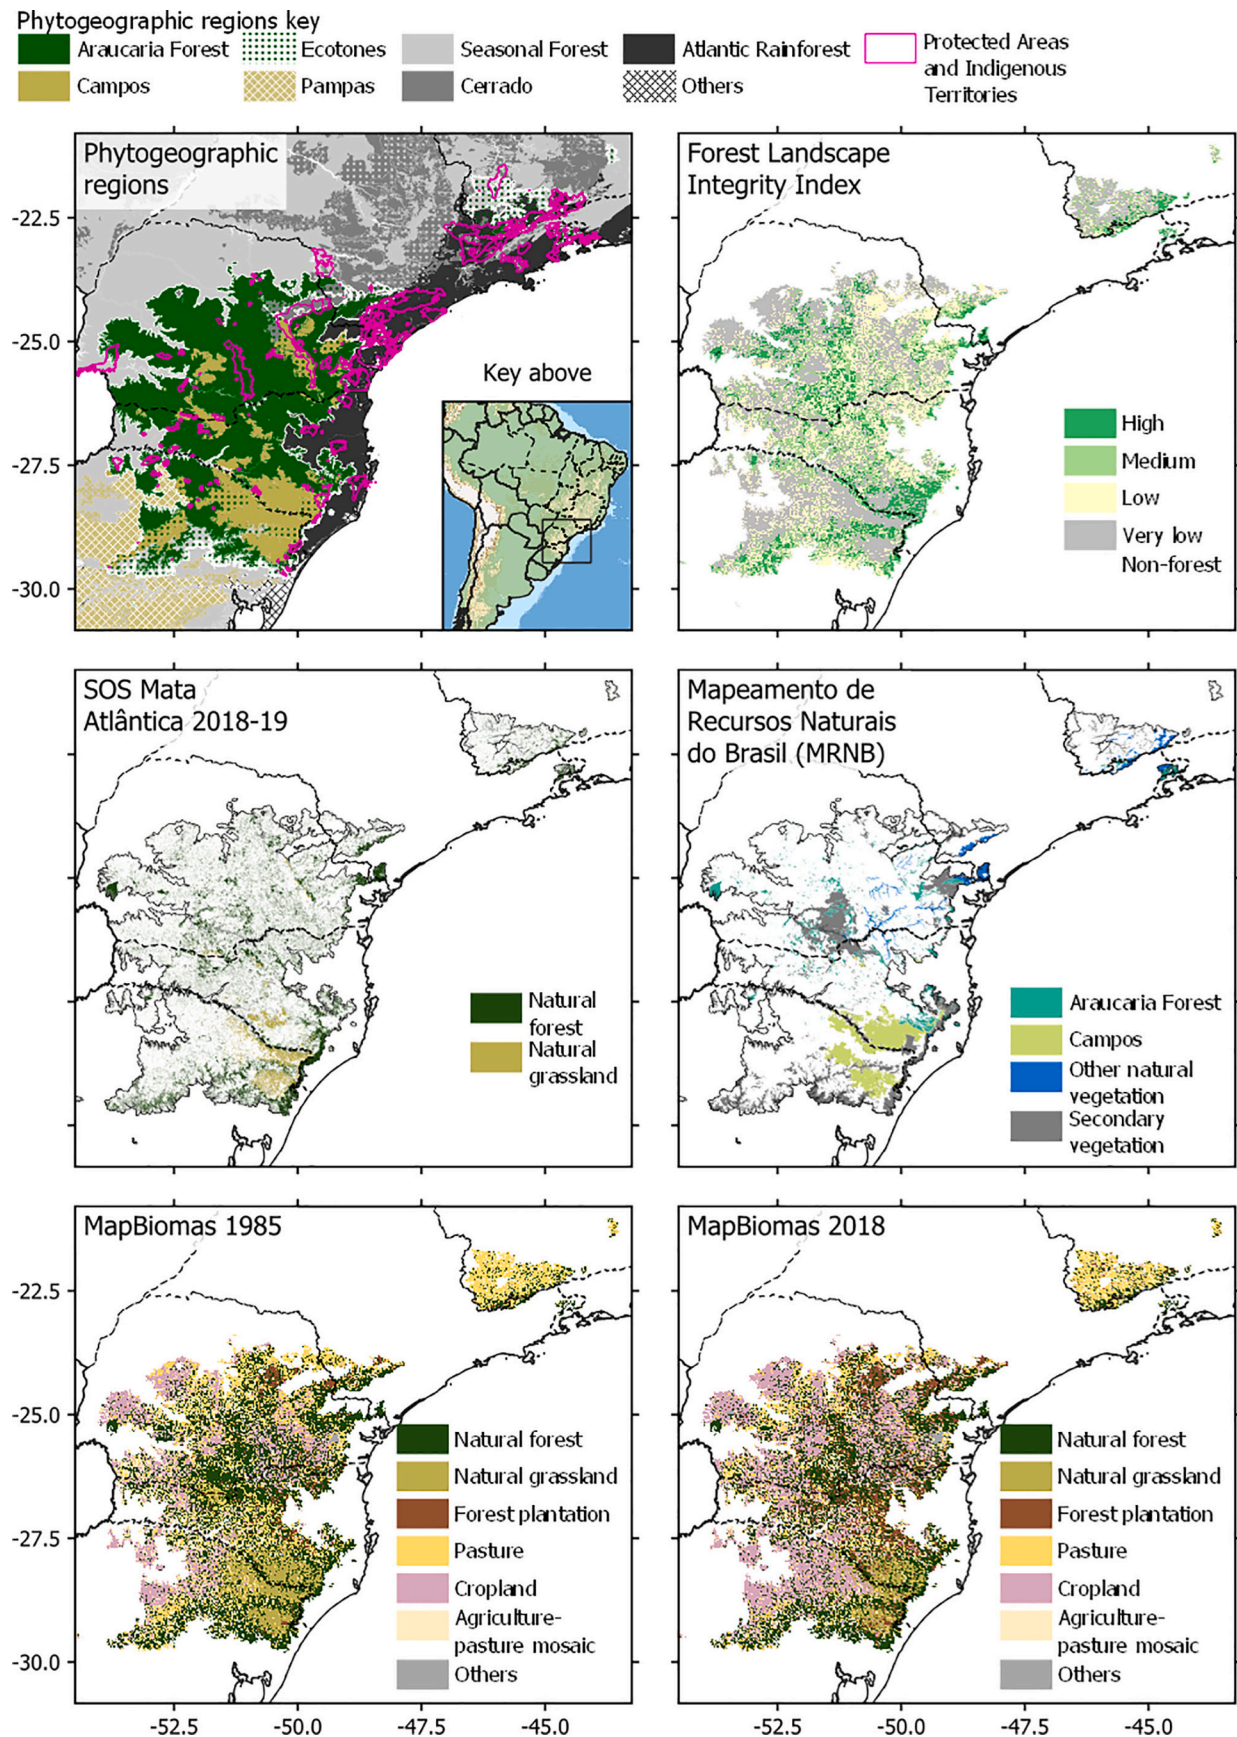 Phytogeographic regions key
Araucaria Forest
Ecotones
Seasonal Forest
Atlantic Rainforest
Protected Areas
and Indigenous
Territories
Campos
Pampas
Cerrado
Others
Phytogeographic
regions
Key above
-22.5
-25.0
-27.5
-30.0
Forest Landscape
Integrity Index
High
Medium
Low
Very low
Non-forest
SOS Mata
Atlântica 2018-19
Natural
forest
Natural
grassland
Mapeamento de
Recursos Naturais
do Brasil (MRNB)
Araucaria Forest
Campos
Other natural
vegetation
Secondary
vegetation
MapBiomas 1985
-22.5
-25.0
-27.5
-30.0
Natural forest
Natural grassland
Forest plantation
Pasture
Cropland
Agriculture-
pasture mosaic
Others
-52.5
-50.0
-47.5
-45.0
MapBiomas 2018
Natural forest
Natural grassland
Forest plantation
Pasture
Cropland
Agriculture-
pasture mosaic
Others
-52.5
-50.0
-47.5
-45.0